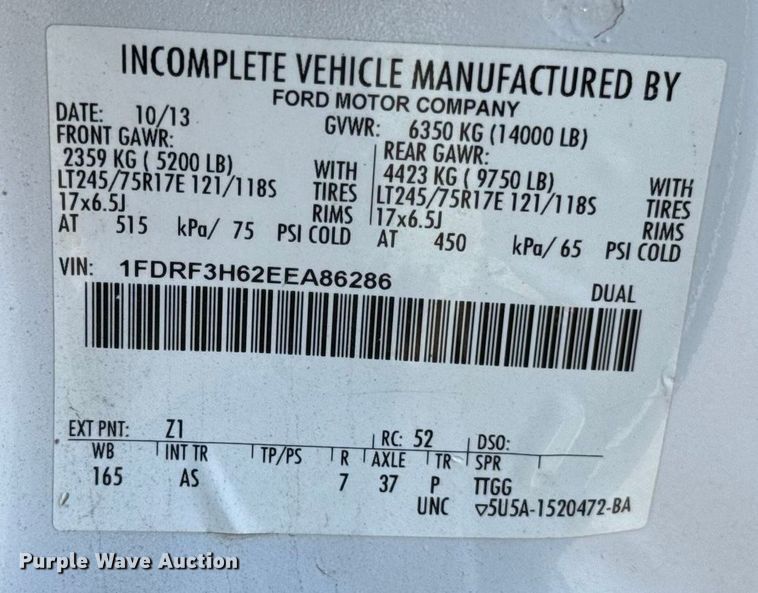 INCOMPLETE VEHICLE MANUFACTURED BY
FORD MOTOR COMPANY
DATE: 10/13 GVWR: 6350 KG (14000 LB)
FRONT GAWR: REAR GAWR:
2359 KG ( 5200 LB) WITH 4423 KG ( 9750 LB) WITH
LT245/75R17E 121/118S TIRES LT245/75R17E 121/118S TIRES
17x6.5J RIMS 17x6.5J RIMS
AT 515 kPa/ 75 PSI COLD AT 450 kPa/ 65 PSI COLD
VIN: 1FDRF3H62EEA86286 DUAL
EXT PNT: Z1 RC: 52 DSO:
WB INT TR TP/PS R AXLE TR SPR
165 AS 7 37 P TTGG
UNC ▽5U5A-1520472-BA
Purple Wave Auction